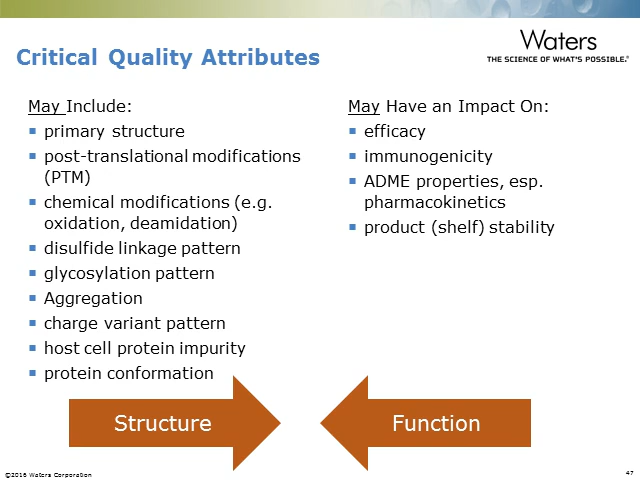 Critical Quality Attributes
Waters
THE SCIENCE OF WHAT'S POSSIBLE.®
May Include:
primary structure
post-translational modifications
(PTM)
chemical modifications (e.g.
oxidation, deamidation)
disulfide linkage pattern
glycosylation pattern
Aggregation
charge variant pattern
host cell protein impurity
protein conformation
May Have an Impact On:
efficacy
immunogenicity
ADME properties, esp.
pharmacokinetics
product (shelf) stability
Structure
Function
©2016 Waters Corporation
47